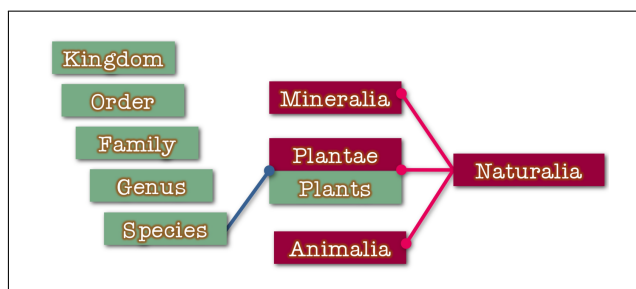 Kingdom
Order
Family
Genus
Species
Mineralia
Plantae
Plants
Animalia
Naturalia